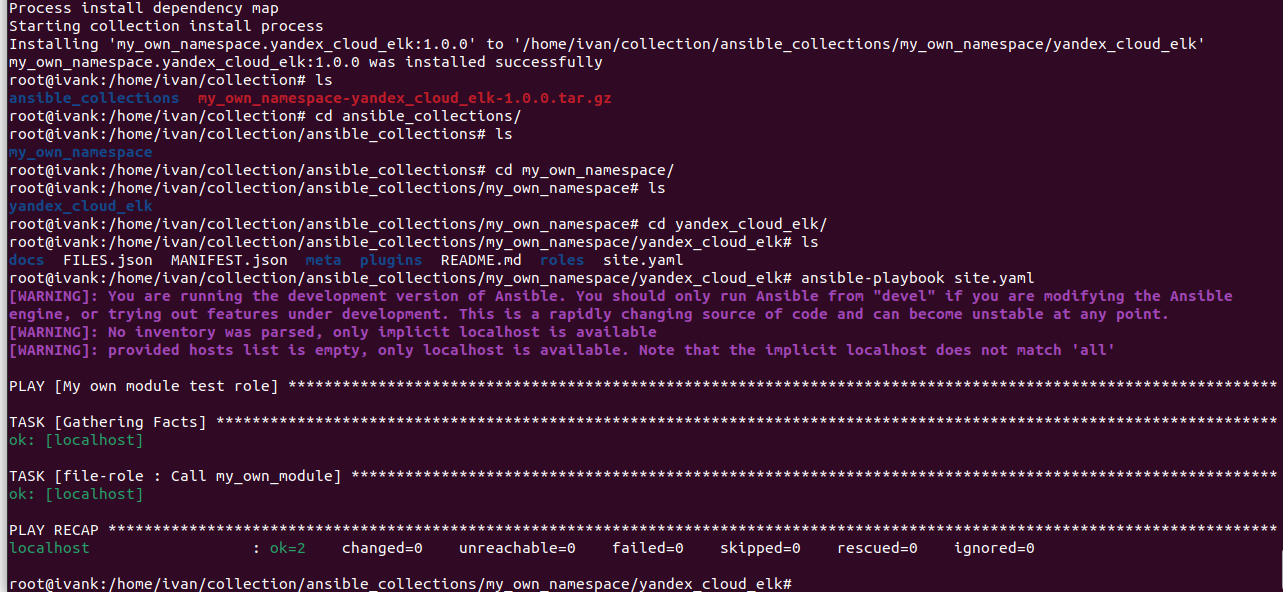 Process install dependency map
Starting collection install process
Installing 'my_own_namespace.yandex_cloud_elk:1.0.0' to '/home/ivan/collection/ansible_collections/my_own_namespace/yandex_cloud_elk'
my_own_namespace.yandex_cloud_elk:1.0.0 was installed successfully
root@ivank:/home/ivan/collection# ls
ansible_collections  my_own_namespace-yandex_cloud_elk-1.0.0.tar.gz
root@ivank:/home/ivan/collection# cd ansible_collections/
root@ivank:/home/ivan/collection/ansible_collections# ls
my_own_namespace
root@ivank:/home/ivan/collection/ansible_collections# cd my_own_namespace/
root@ivank:/home/ivan/collection/ansible_collections/my_own_namespace# ls
yandex_cloud_elk
root@ivank:/home/ivan/collection/ansible_collections/my_own_namespace# cd yandex_cloud_elk/
root@ivank:/home/ivan/collection/ansible_collections/my_own_namespace/yandex_cloud_elk# ls
docs  FILES.json  MANIFEST.json  meta  plugins  README.md  roles  site.yaml
root@ivank:/home/ivan/collection/ansible_collections/my_own_namespace/yandex_cloud_elk# ansible-playbook site.yaml
[WARNING]: You are running the development version of Ansible. You should only run Ansible from "devel" if you are modifying the Ansible
engine, or trying out features under development. This is a rapidly changing source of code and can become unstable at any point.
[WARNING]: No inventory was parsed, only implicit localhost is available
[WARNING]: provided hosts list is empty, only localhost is available. Note that the implicit localhost does not match 'all'
PLAY [My own module test role] **************************************************************************************************************
TASK [Gathering Facts] **********************************************************************************************************************
ok: [localhost]
TASK [file-role : Call my_own_module] *******************************************************************************************************
ok: [localhost]
PLAY RECAP **********************************************************************************************************************************
localhost                  : ok=2    changed=0    unreachable=0    failed=0    skipped=0    rescued=0    ignored=0
root@ivank:/home/ivan/collection/ansible_collections/my_own_namespace/yandex_cloud_elk#